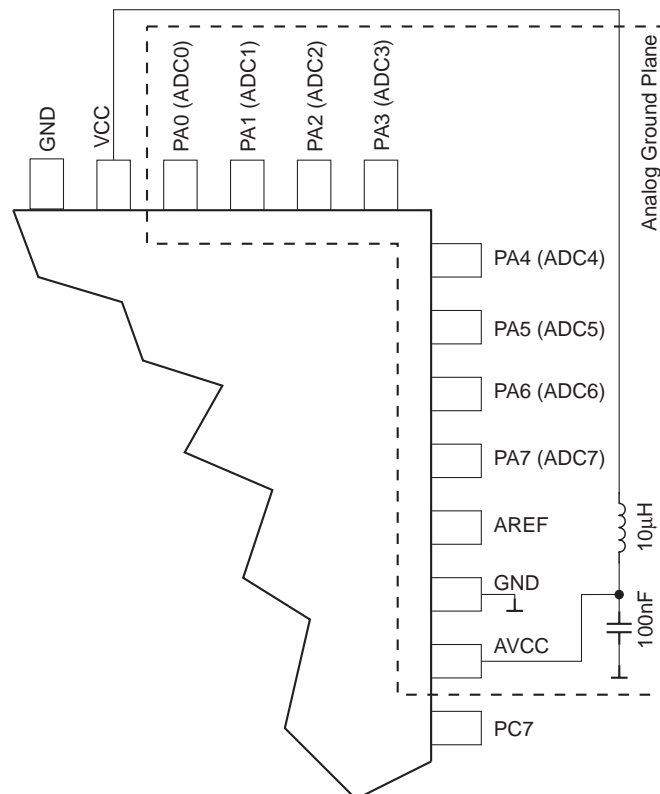 GND
VCC
PA0 (ADC0)
PA1 (ADC1)
PA2 (ADC2)
PA3 (ADC3)
Analog Ground Plane
PA4 (ADC4)
PA5 (ADC5)
PA6 (ADC6)
PA7 (ADC7)
AREF
10μH
GND
AVCC
100nF
PC7